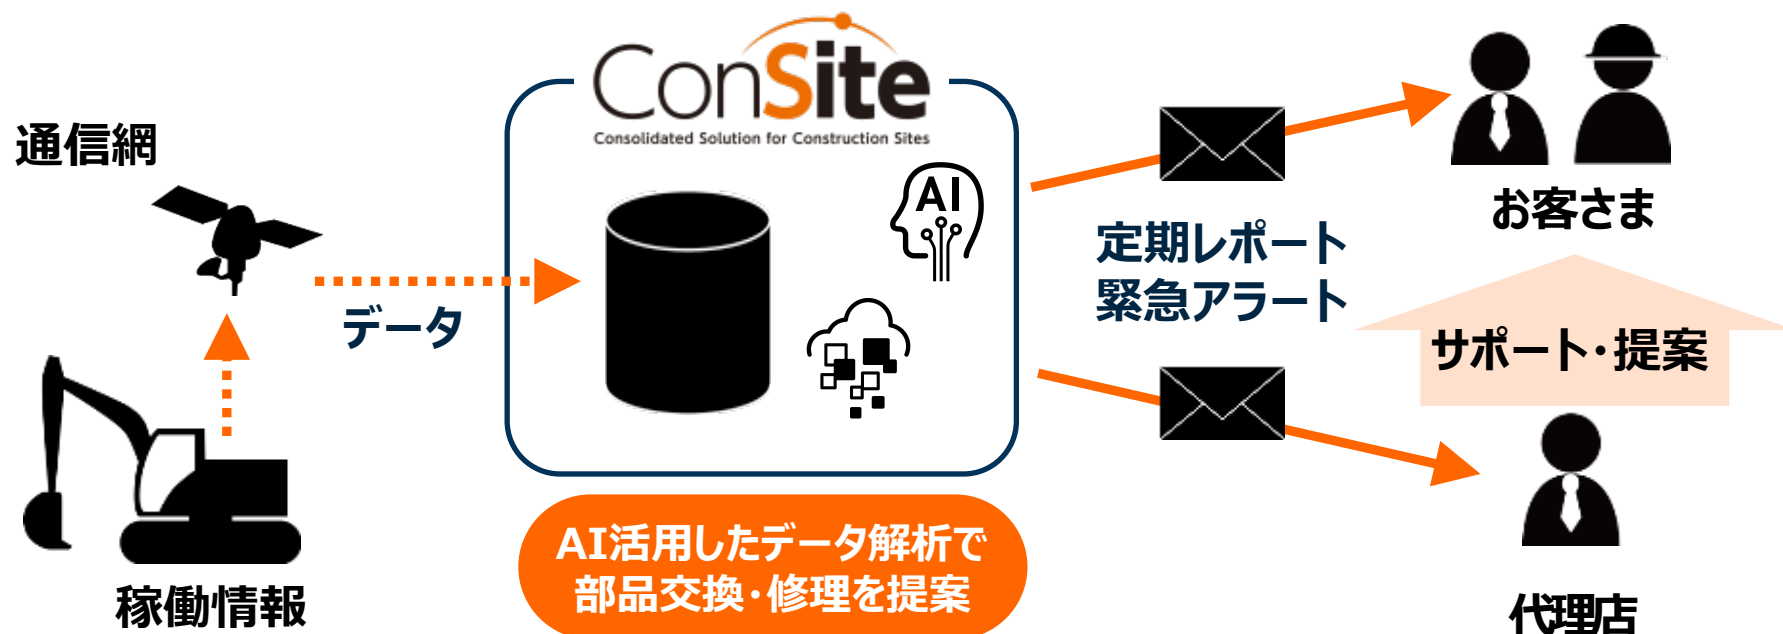 ConSite
Consolidated Solution for Construction Sites
通信網
AI
お客さま
定期レポート
緊急アラート
データ
サポート・提案
AI活用したデータ解析で
部品交換・修理を提案
稼働情報
代理店